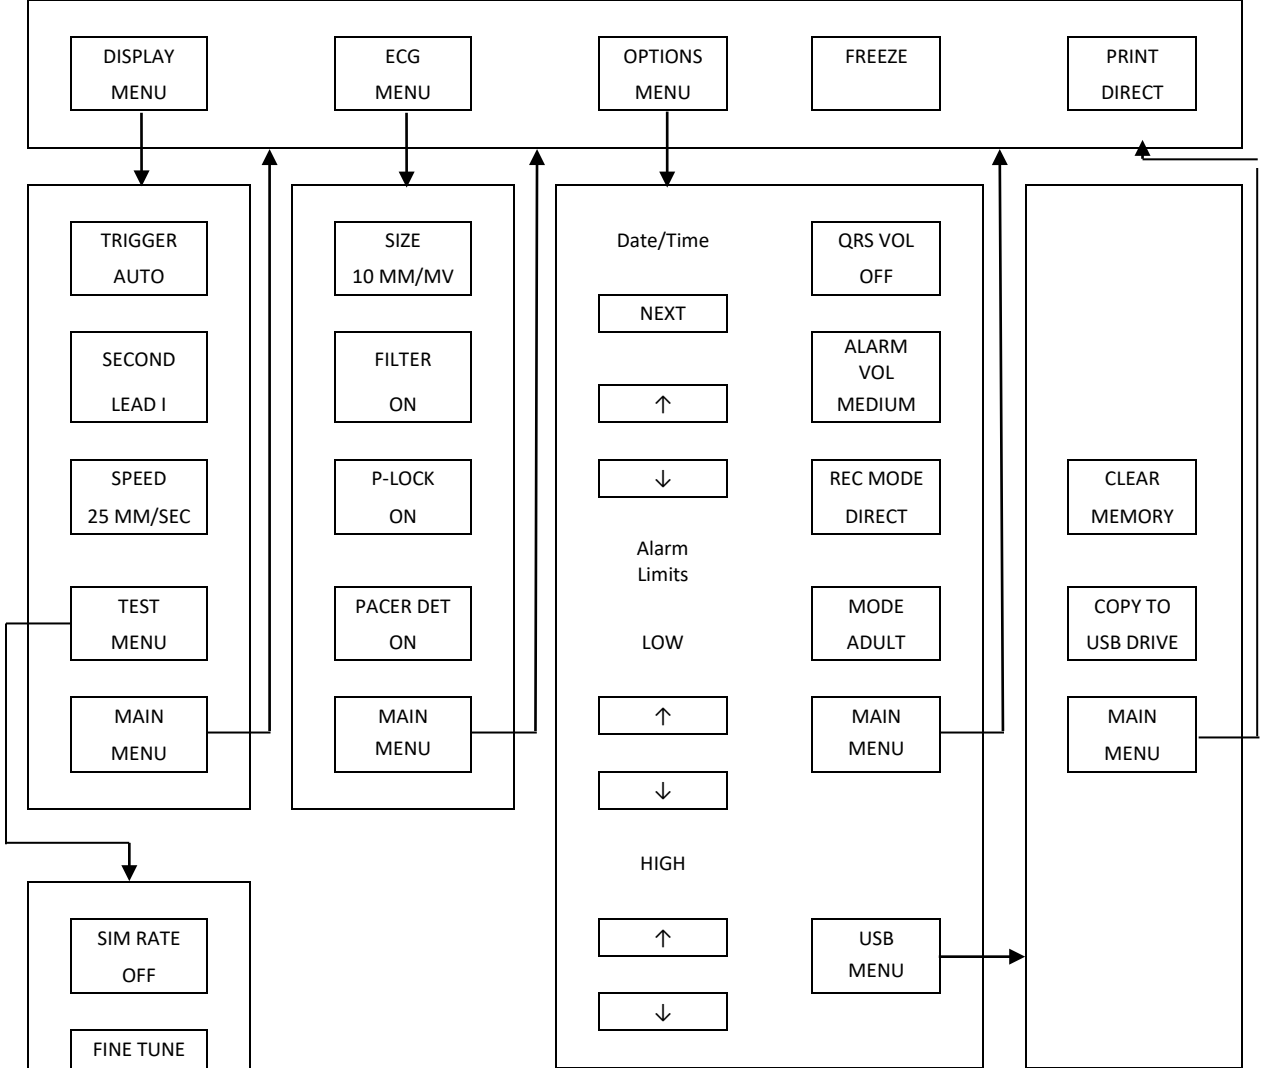 DISPLAY
MENU
ECG
MENU
OPTIONS
MENU
FREEZE
PRINT
DIRECT
TRIGGER
AUTO
SECOND
LEAD I
SPEED
25 MM/SEC
TEST
MENU
MAIN
MENU
SIZE
10 MM/MV
FILTER
ON
P-LOCK
ON
PACER DET
ON
MAIN
MENU
Date/Time
NEXT
↑
↓
Alarm
Limits
LOW
↑
↓
HIGH
↑
↓
QRS VOL
OFF
ALARM
VOL
MEDIUM
REC MODE
DIRECT
MODE
ADULT
MAIN
MENU
USB
MENU
CLEAR
MEMORY
COPY TO
USB DRIVE
MAIN
MENU
SIM RATE
OFF
FINE TUNE